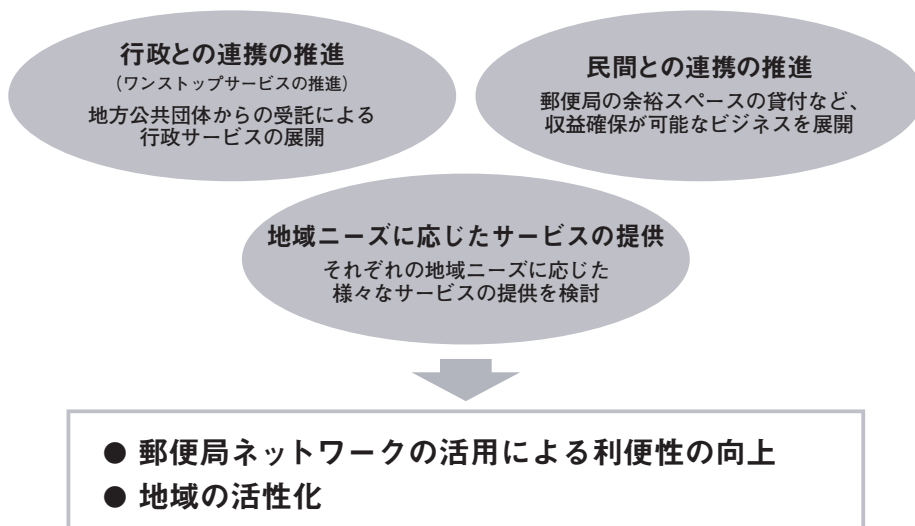 行政との連携の推進
(ワンストップサービスの推進)
地方公共団体からの受託による
行政サービスの展開
民間との連携の推進
郵便局の余裕スペースの貸付など、
収益確保が可能なビジネスを展開
地域ニーズに応じたサービスの提供
それぞれの地域ニーズに応じた
様々なサービスの提供を検討
● 郵便局ネットワークの活用による利便性の向上
● 地域の活性化